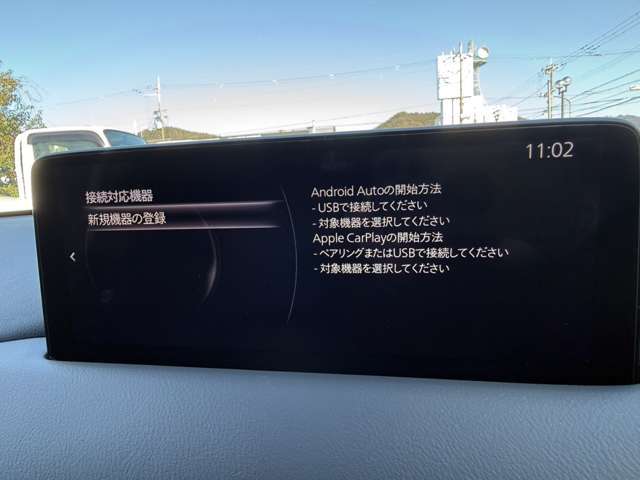 11:02
接続対応機器
新規機器の登録
Android Autoの開始方法
- USBで接続してください
- 対象機器を選択してください
Apple CarPlayの開始方法
- ペアリングまたはUSBで接続してください
- 対象機器を選択してください